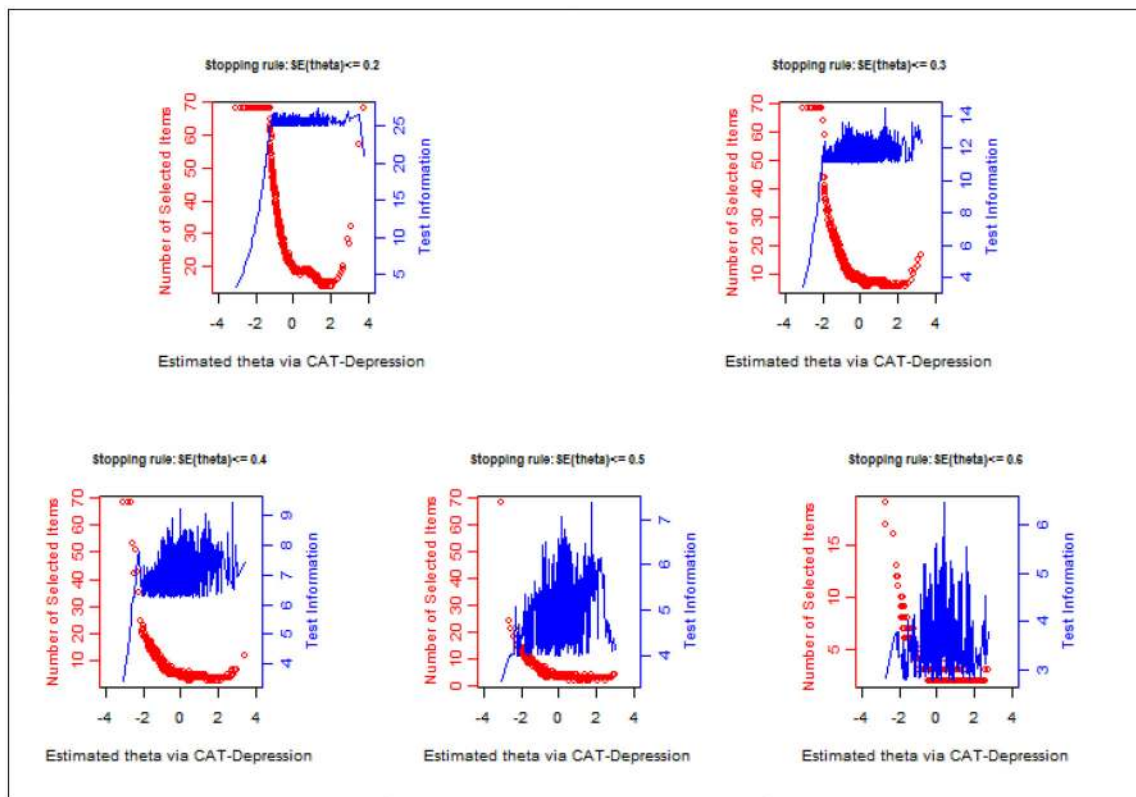 Stopping rule: SE(theta)<= 0.2
Number of Selected Items
20 30 40 50 60 70
5 10 15 20 25
Test Information
-4 -2 0 2 4
Estimated theta via CAT-Depression
Stopping rule: SE(theta)<= 0.3
Number of Selected Items
10 20 30 40 50 60 70
4 6 8 10 12 14
Test Information
-4 -2 0 2 4
Estimated theta via CAT-Depression
Stopping rule: SE(theta)<= 0.4
Number of Selected Items
10 20 30 40 50 60 70
4 5 6 7 8 9
Test Information
-4 -2 0 2 4
Estimated theta via CAT-Depression
Stopping rule: SE(theta)<= 0.5
Number of Selected Items
0 10 20 30 40 50 60 70
4 5 6 7
Test Information
-4 -2 0 2 4
Estimated theta via CAT-Depression
Stopping rule: SE(theta)<= 0.6
Number of Selected Items
5 10 15
3 4 5 6
Test Information
-4 -2 0 2 4
Estimated theta via CAT-Depression